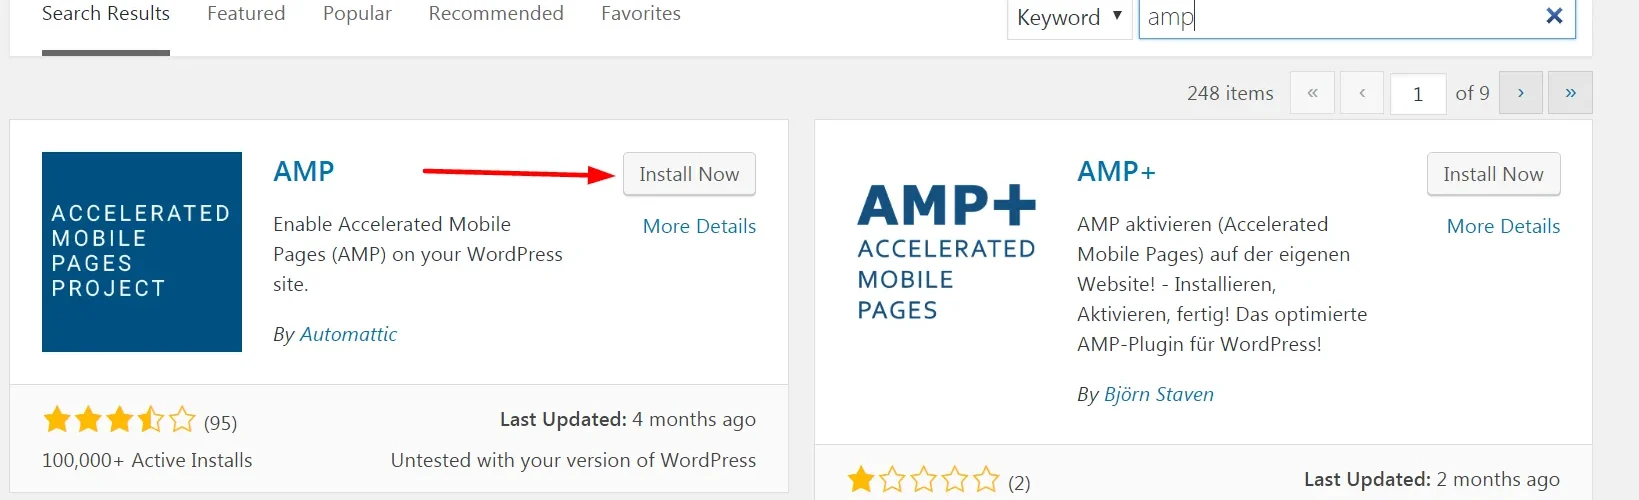 Search Results Featured Popular Recommended Favorites Keyword amp
248 items « ‹ 1 of 9 › »
ACCELERATED
MOBILE
PAGES
PROJECT
AMP
Install Now
Enable Accelerated Mobile
Pages (AMP) on your WordPress
site.
More Details
By Automattic
(95)
Last Updated: 4 months ago
100,000+ Active Installs
Untested with your version of WordPress
AMP+
ACCELERATED
MOBILE
PAGES
AMP+
Install Now
AMP aktivieren (Accelerated
Mobile Pages) auf der eigenen
Website! - Installieren,
Aktivieren, fertig! Das optimierte
AMP-Plugin für WordPress!
More Details
By Björn Staven
(2)
Last Updated: 2 months ago